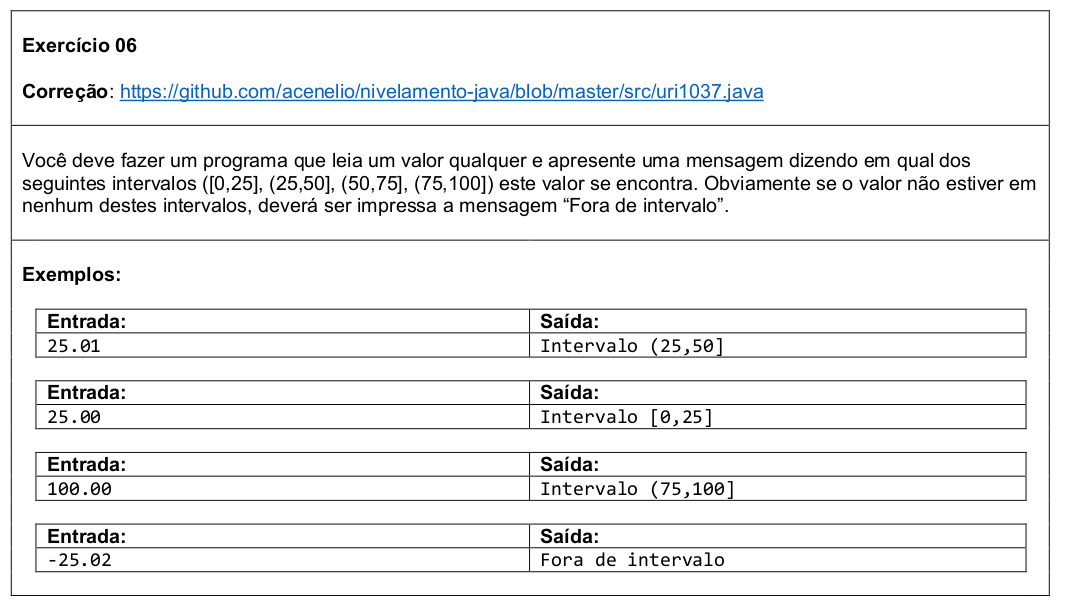 Exercício 06
Correção: https://github.com/acenelio/nivelamento-java/blob/master/src/uri1037.java
Você deve fazer um programa que leia um valor qualquer e apresente uma mensagem dizendo em qual dos
seguintes intervalos ([0,25], (25,50], (50,75], (75,100]) este valor se encontra. Obviamente se o valor não estiver em
nenhum destes intervalos, deverá ser impressa a mensagem “Fora de intervalo”.
Exemplos:
Entrada: Saída:
25.01 Intervalo (25,50]
Entrada: Saída:
25.00 Intervalo [0,25]
Entrada: Saída:
100.00 Intervalo (75,100]
Entrada: Saída:
-25.02 Fora de intervalo